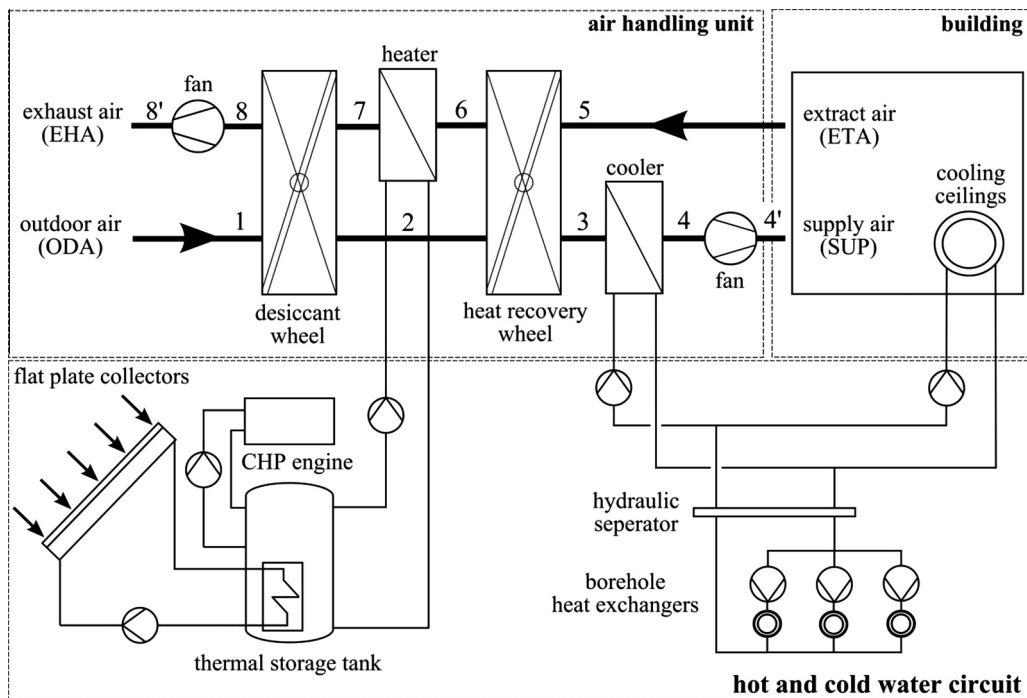 air handling unit
building
heater
fan
exhaust air
(EHA)
8'
8
7
6
5
extract air
(ETA)
cooler
cooling
ceilings
outdoor air
(ODA)
1
2
3
4
4'
supply air
(SUP)
fan
desiccant
wheel
heat recovery
wheel
flat plate collectors
CHP engine
hydraulic
seperator
borehole
heat exchangers
thermal storage tank
hot and cold water circuit